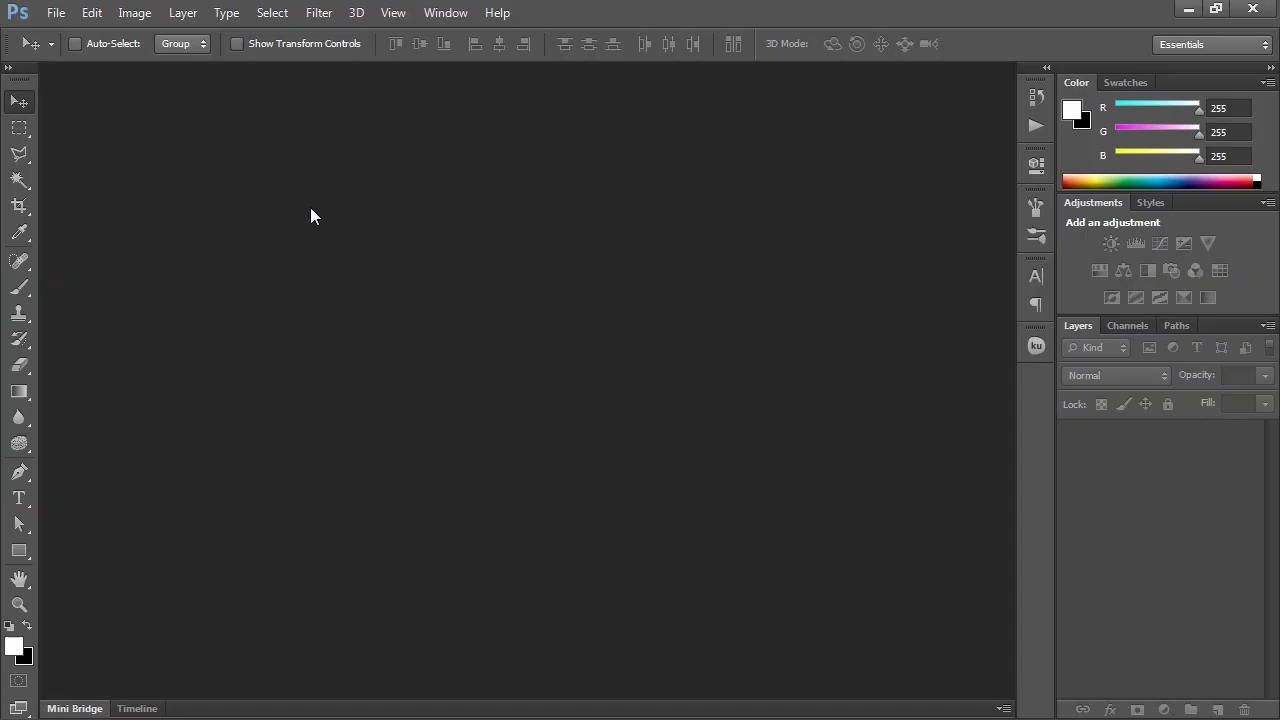 Ps File Edit Image Layer Type Select Filter 3D View Window Help
Auto-Select: Group Show Transform Controls 3D Mode: Essentials
Color Swatches
R 255
G 255
B 255
Adjustments Styles
Add an adjustment
Layers Channels Paths
Kind T
Normal Opacity:
Lock: Fill:
A
ku
T
fx
Mini Bridge Timeline